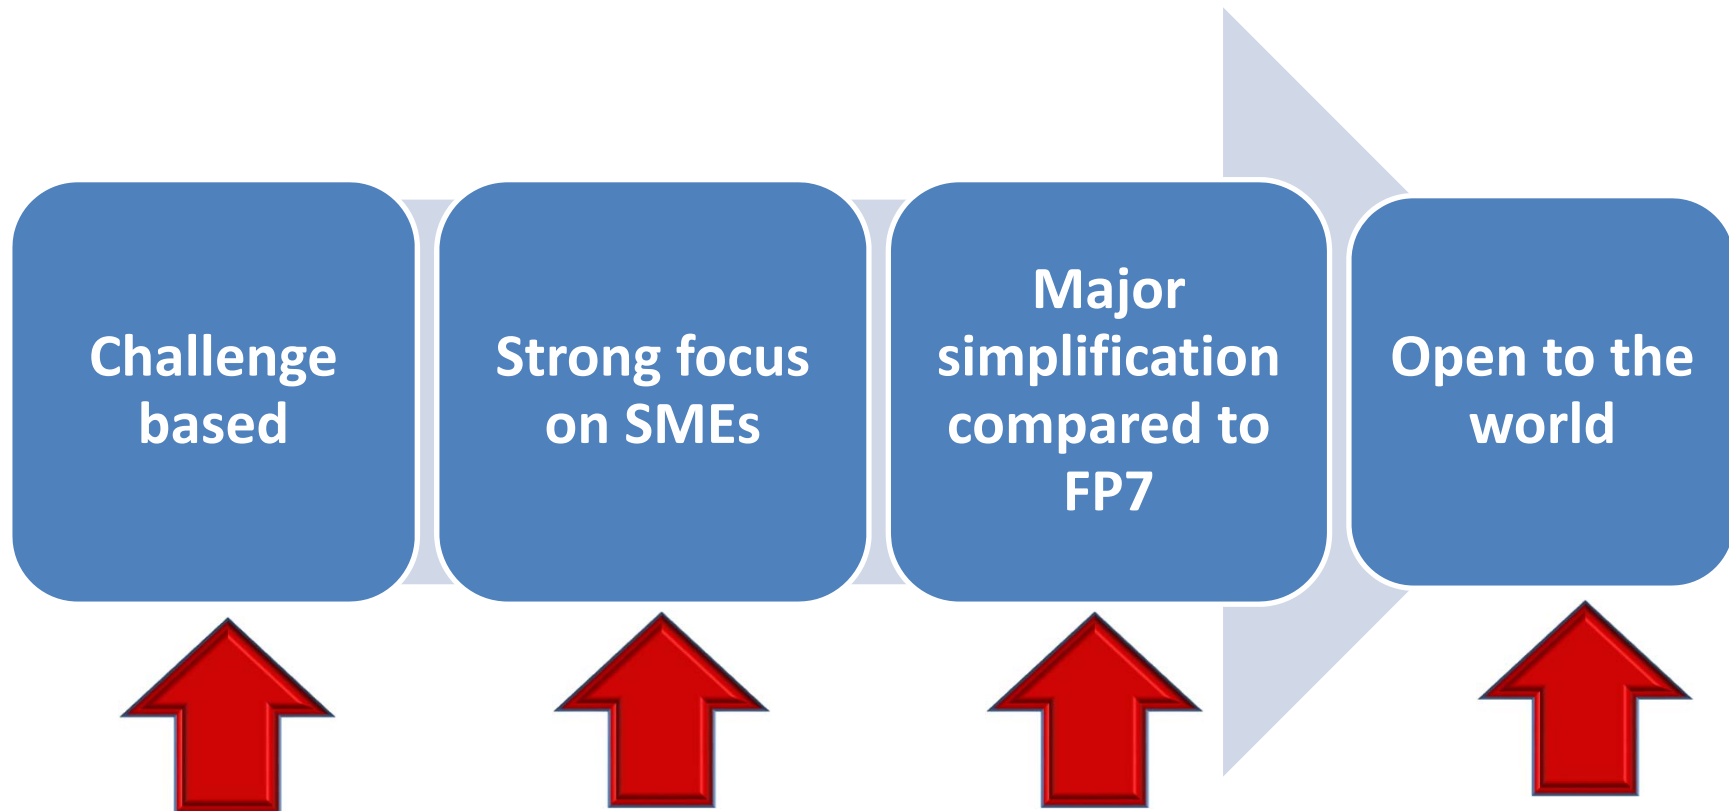 Challenge
based
Strong focus
on SMEs
Major
simplification
compared to
FP7
Open to the
world